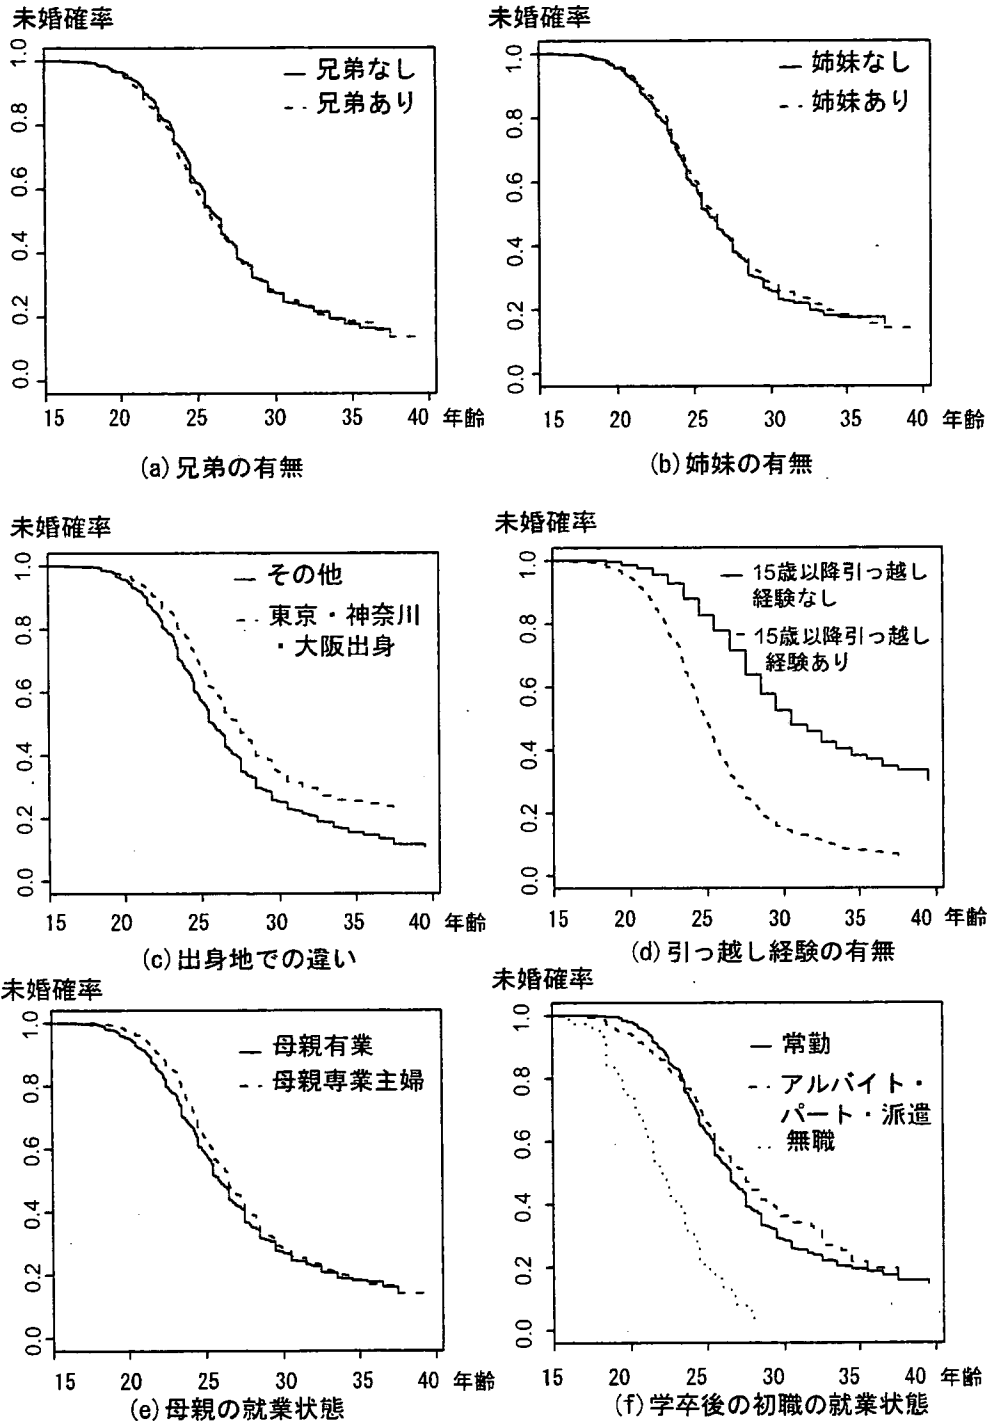 未婚確率
1.0
0.8
0.6
0.4
0.2
0.0
兄弟なし
兄弟あり
15 20 25 30 35 40 年齢
(a)兄弟の有無
未婚確率
1.0
0.8
0.6
0.4
0.2
0.0
姉妹なし
姉妹あり
15 20 25 30 35 40 年齢
(b)姉妹の有無
未婚確率
1.0
0.8
0.6
0.4
0.2
0.0
その他
東京・神奈川
・大阪出身
15 20 25 30 35 40 年齢
(c)出身地での違い
未婚確率
1.0
0.8
0.6
0.4
0.2
0.0
15歳以降引っ越し
経験なし
15歳以降引っ越し
経験あり
15 20 25 30 35 40 年齢
(d)引っ越し経験の有無
未婚確率
1.0
0.8
0.6
0.4
0.2
0.0
母親有業
母親専業主婦
15 20 25 30 35 40 年齢
(e)母親の就業状態
未婚確率
1.0
0.8
0.6
0.4
0.2
0.0
常勤
アルバイト・
パート・派遣
無職
15 20 25 30 35 40 年齢
(f)学卒後の初職の就業状態